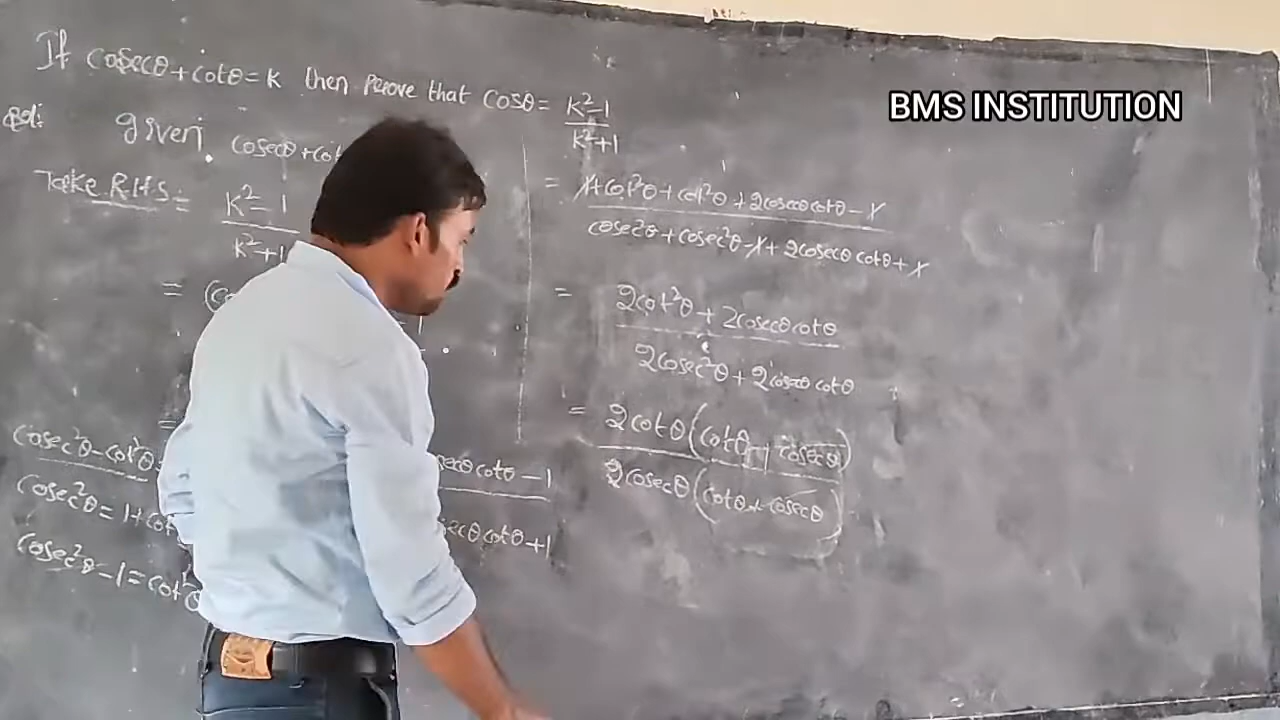 If cosecθ + cotθ = K then prove that cosθ = K²-1 / K²+1
BMS INSTITUTION
Sol: given cosecθ + cot
Take RHS = K²-1 / K²+1
= (co
cosec²θ - cot²θ
cosec²θ = 1 + cot
cosec²θ - 1 = cot²θ
cosecθ cotθ - 1
secθ cotθ + 1
= 1 + cot²θ + cot²θ + 2cosecθ cotθ - 1
cosec²θ + cosec²θ - 1 + 2cosecθ cotθ + 1
= 2cot²θ + 2cosecθ cotθ
2cosec²θ + 2cosecθ cotθ
= 2cotθ (cotθ + cosecθ)
2cosecθ (cotθ + cosecθ)